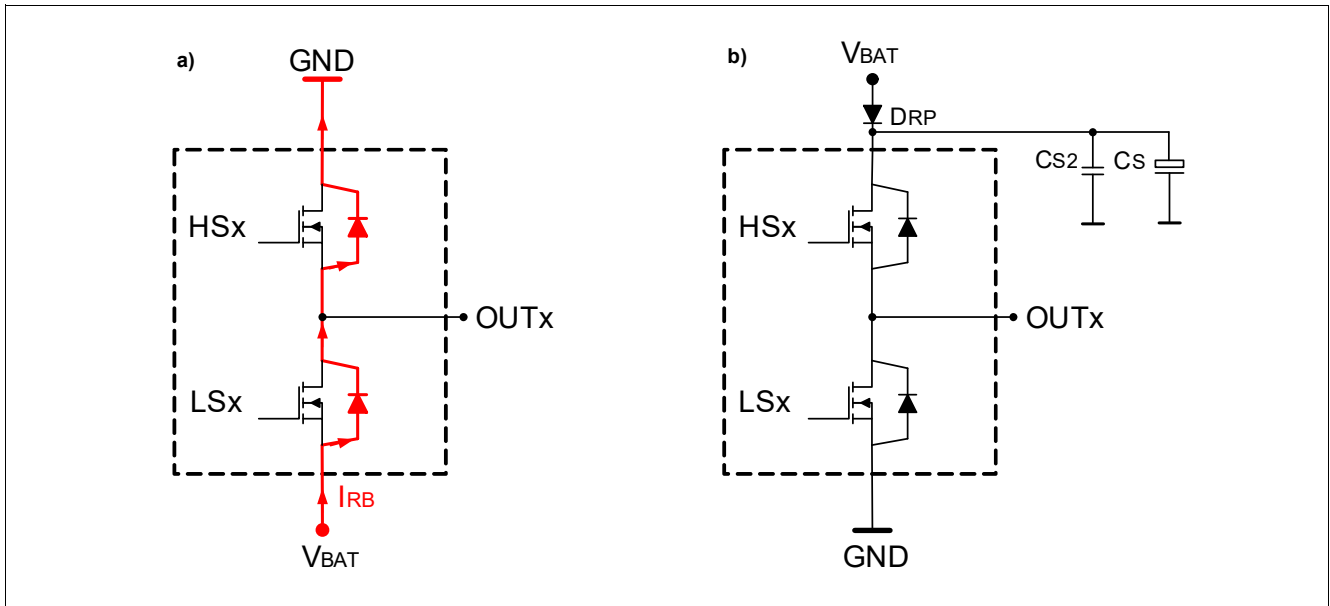 a)
GND
HSx
OUTx
LSx
IRB
VBAT
b)
VBAT
DRP
CS2
CS
HSx
OUTx
LSx
GND